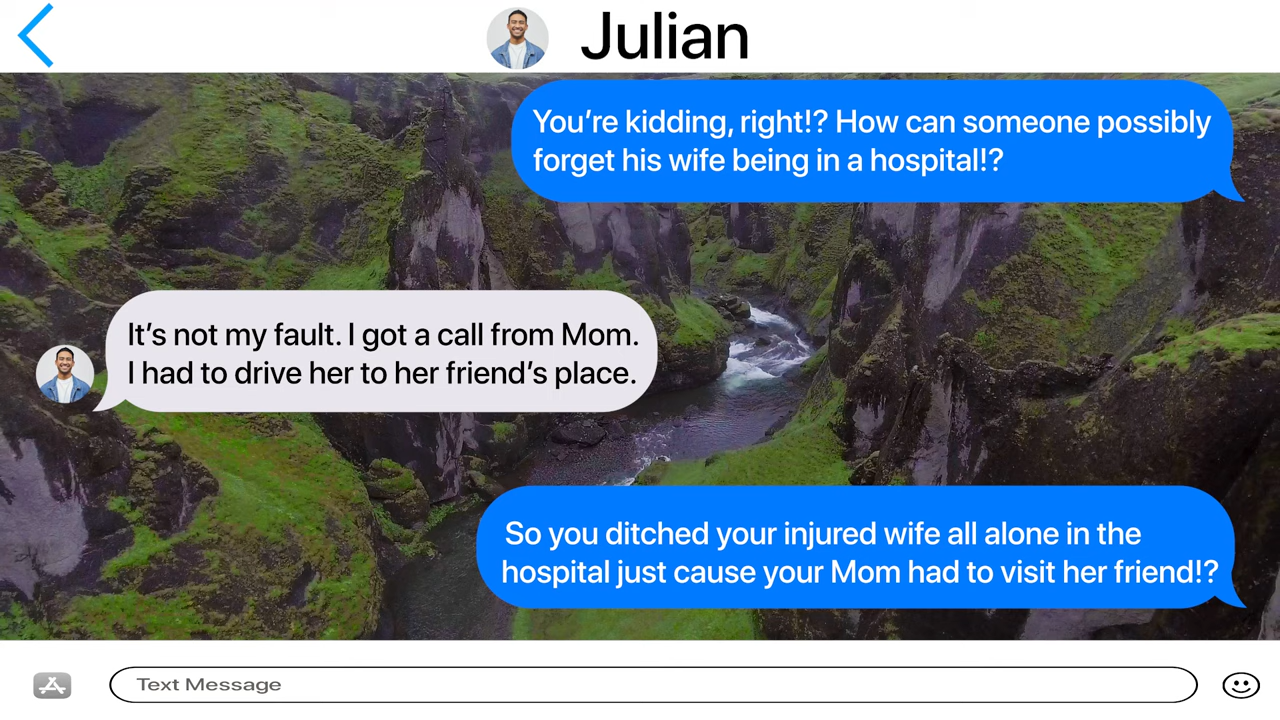 Julian
You’re kidding, right!? How can someone possibly
forget his wife being in a hospital!?
It’s not my fault. I got a call from Mom.
I had to drive her to her friend’s place.
So you ditched your injured wife all alone in the
hospital just cause your Mom had to visit her friend!?
Text Message